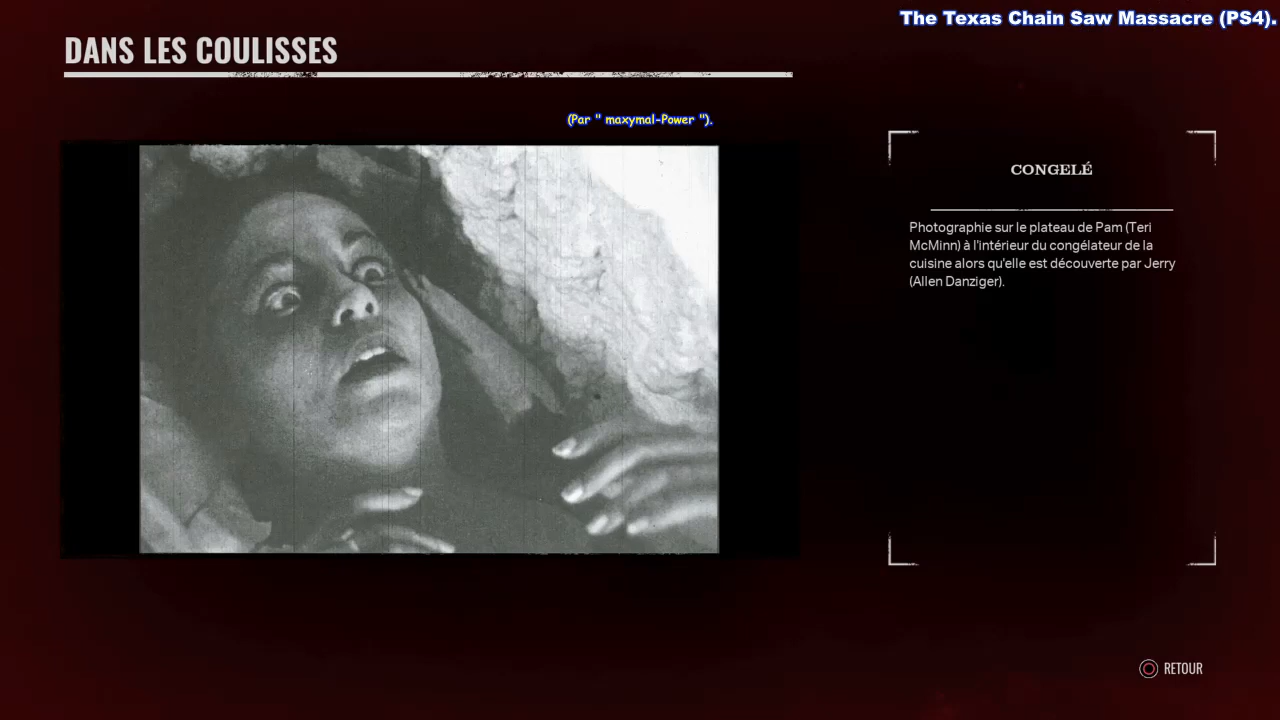 The Texas Chain Saw Massacre (PS4).
DANS LES COULISSES
(Par " maxymal-Power ").
CONGELÉ
Photographie sur le plateau de Pam (Teri
McMinn) à l'intérieur du congélateur de la
cuisine alors qu'elle est découverte par Jerry
(Allen Danziger).
RETOUR